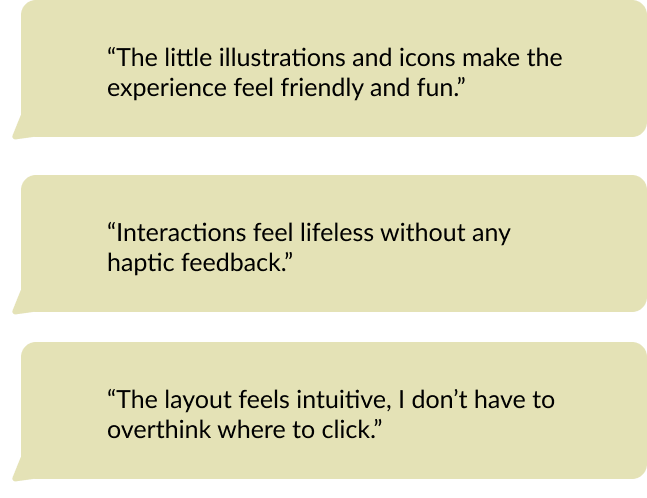 “The little illustrations and icons make the
experience feel friendly and fun.”
“Interactions feel lifeless without any
haptic feedback.”
“The layout feels intuitive, I don’t have to
overthink where to click.”